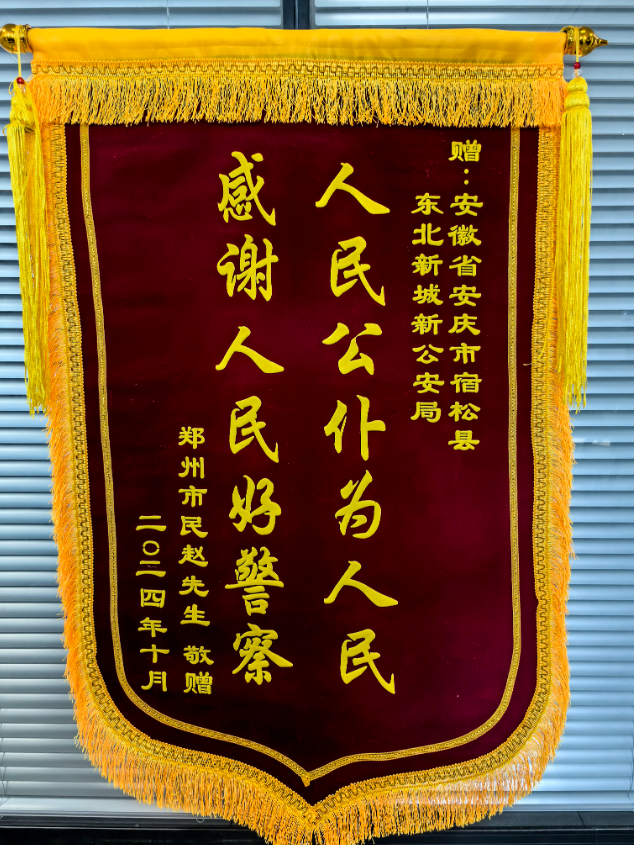 赠：安徽省安庆市宿松县
东北新城新公安局
人民公仆为人民
感谢人民好警察
郑州市民赵先生 敬赠
二〇二四年十月